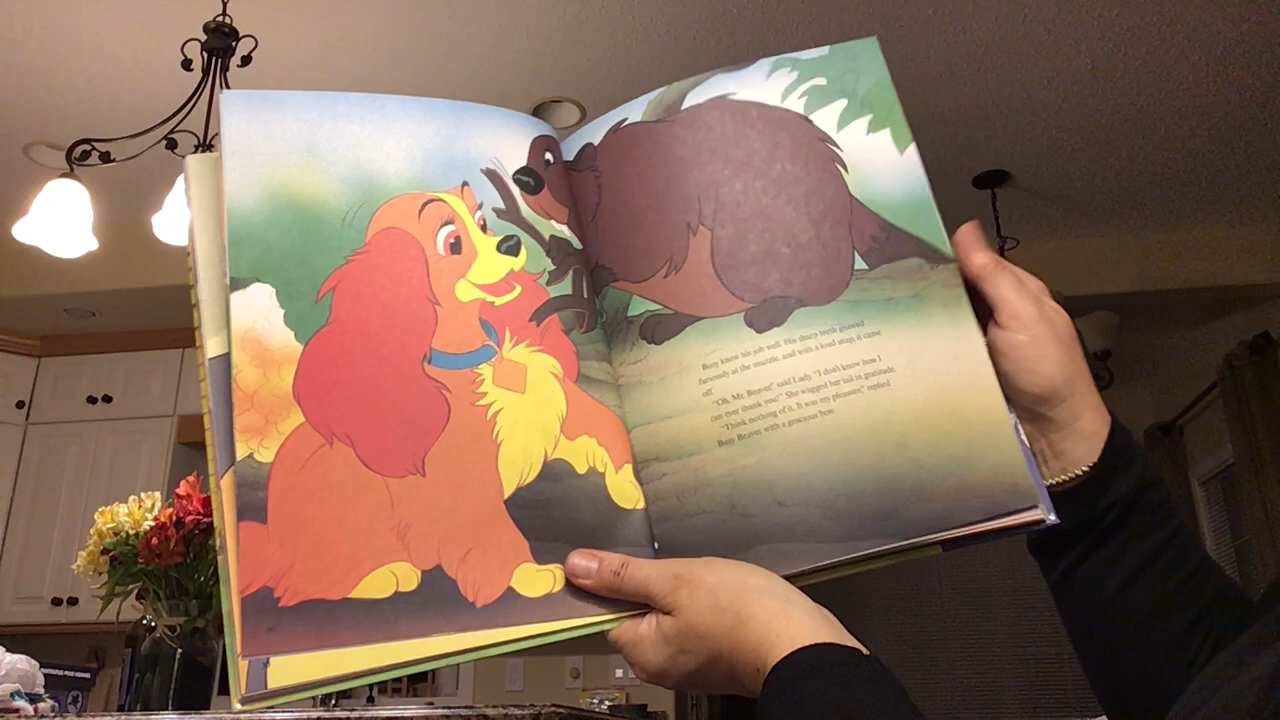 Busy knew his job well. His sharp teeth gnawed
furiously at the muzzle, and with a loud snap, it came
off.
"Oh, Mr. Beaver," said Lady. "I don't know how I
can ever thank you!" She wagged her tail in gratitude.
"Think nothing of it. It was my pleasure," replied
Busy Beaver with a gracious bow.